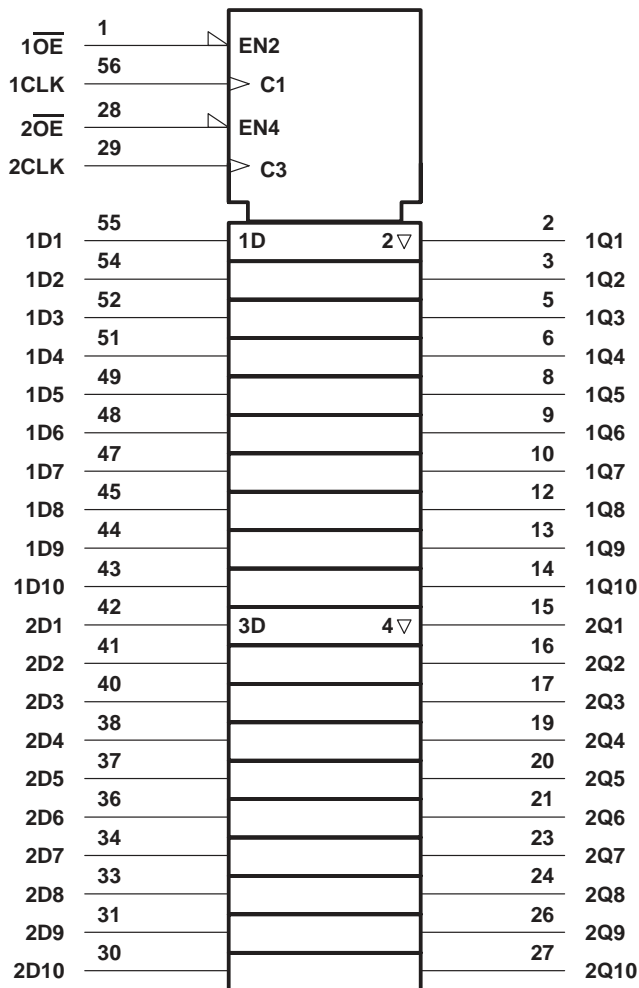 1OE 1 EN2
1CLK 56 C1
2OE 28 EN4
2CLK 29 C3
1D1 55 1D 2 ▽ 2 1Q1
1D2 54 3 1Q2
1D3 52 5 1Q3
1D4 51 6 1Q4
1D5 49 8 1Q5
1D6 48 9 1Q6
1D7 47 10 1Q7
1D8 45 12 1Q8
1D9 44 13 1Q9
1D10 43 14 1Q10
2D1 42 3D 4 ▽ 15 2Q1
2D2 41 16 2Q2
2D3 40 17 2Q3
2D4 38 19 2Q4
2D5 37 20 2Q5
2D6 36 21 2Q6
2D7 34 23 2Q7
2D8 33 24 2Q8
2D9 31 26 2Q9
2D10 30 27 2Q10